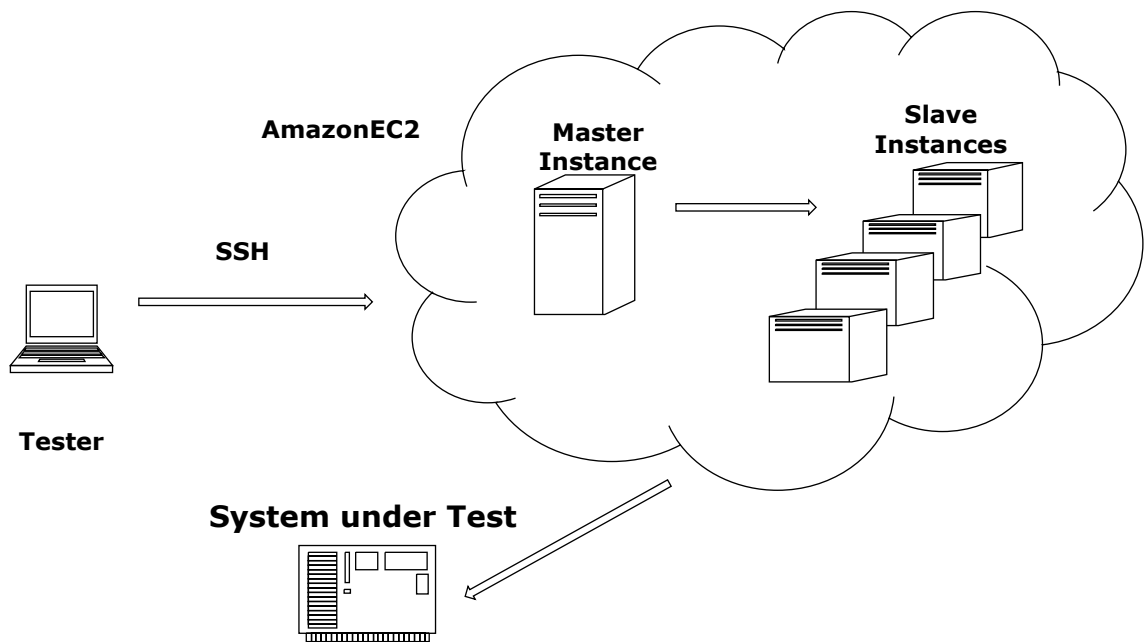 AmazonEC2
Master
Instance
Slave
Instances
SSH
Tester
System under Test